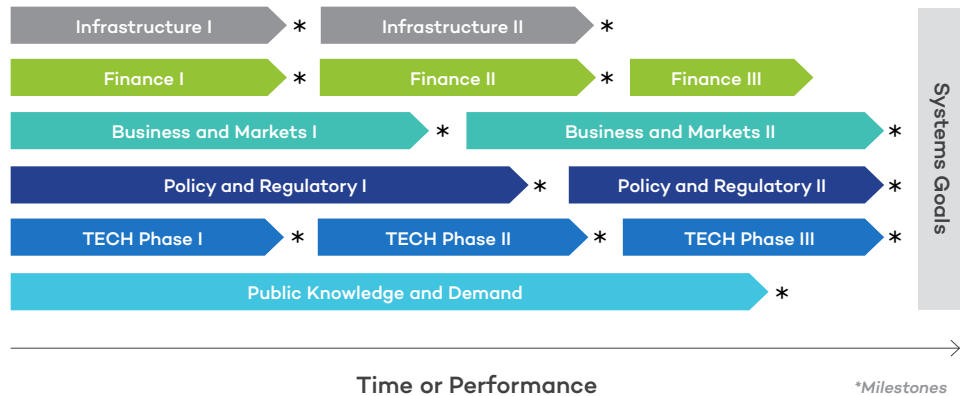 Infrastructure I * Infrastructure II *
Finance I * Finance II * Finance III
Business and Markets I * Business and Markets II *
Policy and Regulatory I * Policy and Regulatory II *
TECH Phase I * TECH Phase II * TECH Phase III *
Public Knowledge and Demand *
Systems Goals
Time or Performance
*Milestones